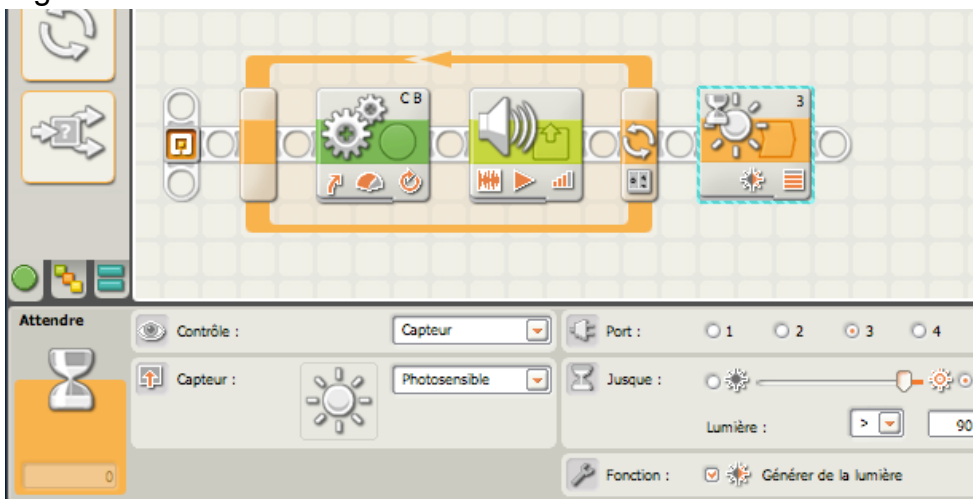 C B
3
Attendre
Contrôle :
Capteur
Port :
1
2
3
4
Capteur :
Photosensible
Jusque :
Lumière :
>
90
0
Fonction :
Générer de la lumière